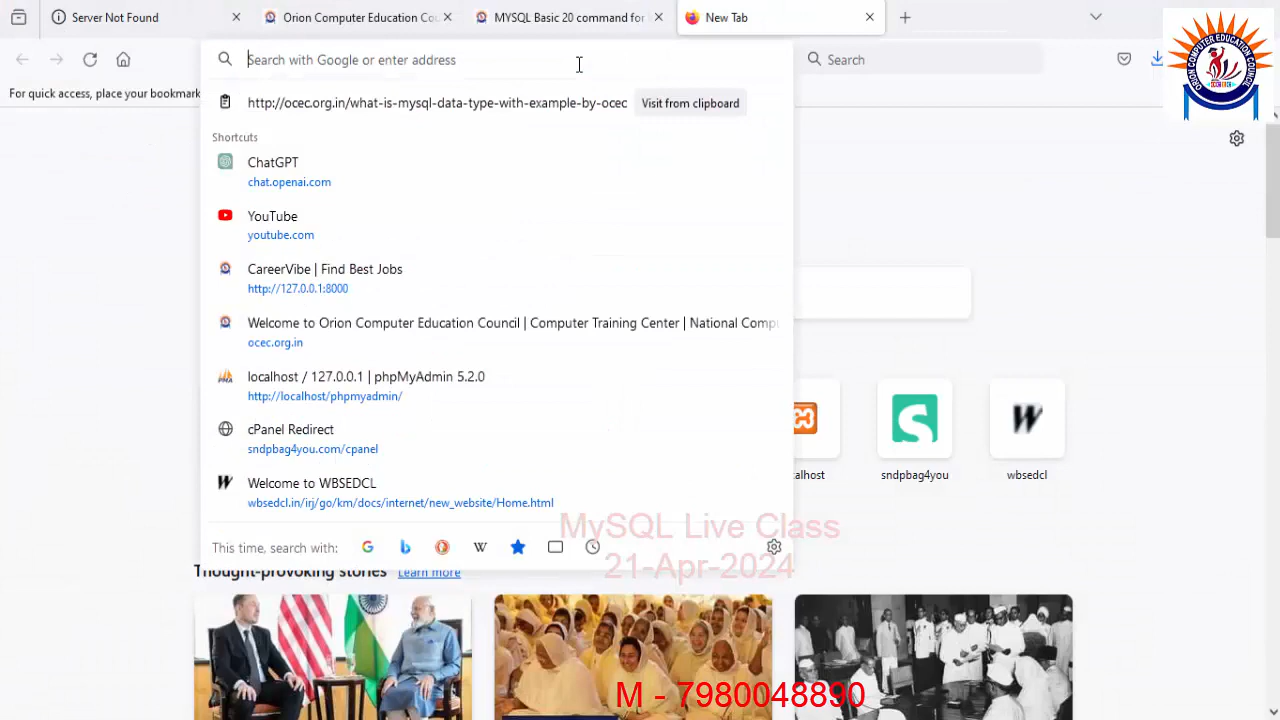 Server Not Found
Orion Computer Education Cou
MYSQL Basic 20 command for
New Tab
Search with Google or enter address
Search
For quick access, place your bookmark
http://ocec.org.in/what-is-mysql-data-type-with-example-by-ocec
Visit from clipboard
Shortcuts
ChatGPT
chat.openai.com
YouTube
youtube.com
CareerVibe | Find Best Jobs
http://127.0.0.1:8000
Welcome to Orion Computer Education Council | Computer Training Center | National Compu
ocec.org.in
localhost / 127.0.0.1 | phpMyAdmin 5.2.0
http://localhost/phpmyadmin/
cPanel Redirect
sndpbag4you.com/cpanel
Welcome to WBSEDCL
wbsedcl.in/irj/go/km/docs/internet/new_website/Home.html
alhost
sndpbag4you
wbsedcl
This time, search with:
MySQL Live Class
21-Apr-2024
Thought-provoking stories
Learn more
M - 7980048890
ORION COMPUTER EDUCATION COUNCIL